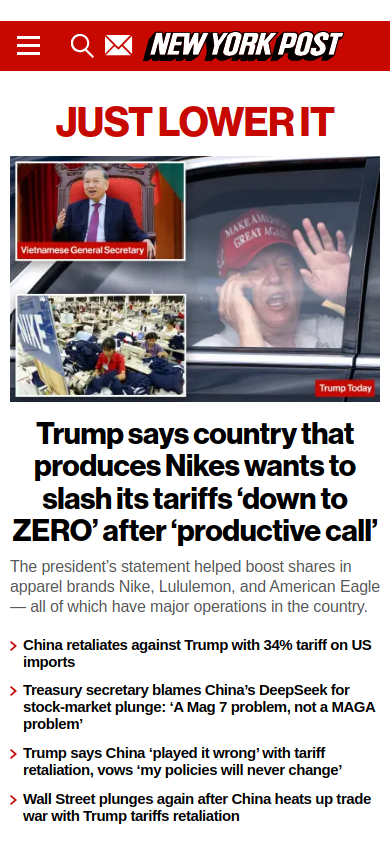 NEW YORK POST
JUST LOWER IT
Vietnamese General Secretary
MAKE AMERICA
GREAT AGAIN
NIKE
Trump Today
Trump says country that
produces Nikes wants to
slash its tariffs ‘down to
ZERO’ after ‘productive call’
The president’s statement helped boost shares in
apparel brands Nike, Lululemon, and American Eagle
— all of which have major operations in the country.
China retaliates against Trump with 34% tariff on US
imports
Treasury secretary blames China’s DeepSeek for
stock-market plunge: ‘A Mag 7 problem, not a MAGA
problem’
Trump says China ‘played it wrong’ with tariff
retaliation, vows ‘my policies will never change’
Wall Street plunges again after China heats up trade
war with Trump tariffs retaliation